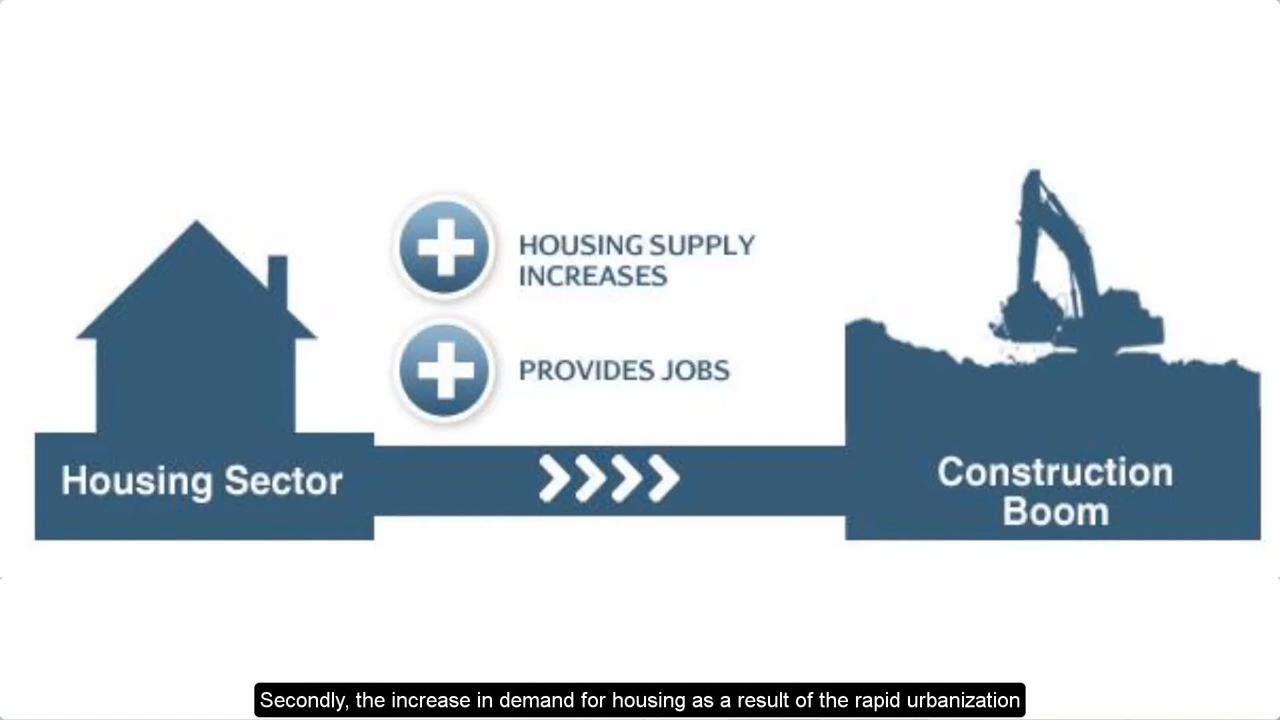 HOUSING SUPPLY
INCREASES
PROVIDES JOBS
Housing Sector
Construction
Boom
Secondly, the increase in demand for housing as a result of the rapid urbanization